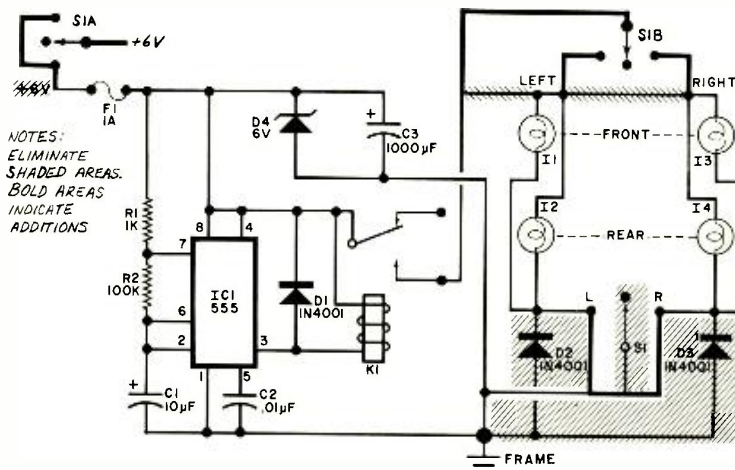 S1A
+6V
S1B
+6V
F1
1A
LEFT
RIGHT
D4
6V
+
C3
1000µF
FRONT
I1
I3
NOTES:
ELIMINATE
SHADED AREAS.
BOLD AREAS
INDICATE
ADDITIONS
R1
1K
I2
I4
REAR
8
4
7
R2
100K
IC1
555
D1
1N4001
L
R
6
2
3
S1
K1
D2
1N4001
D3
1N4001
1
5
+
C1
10µF
C2
.01µF
FRAME